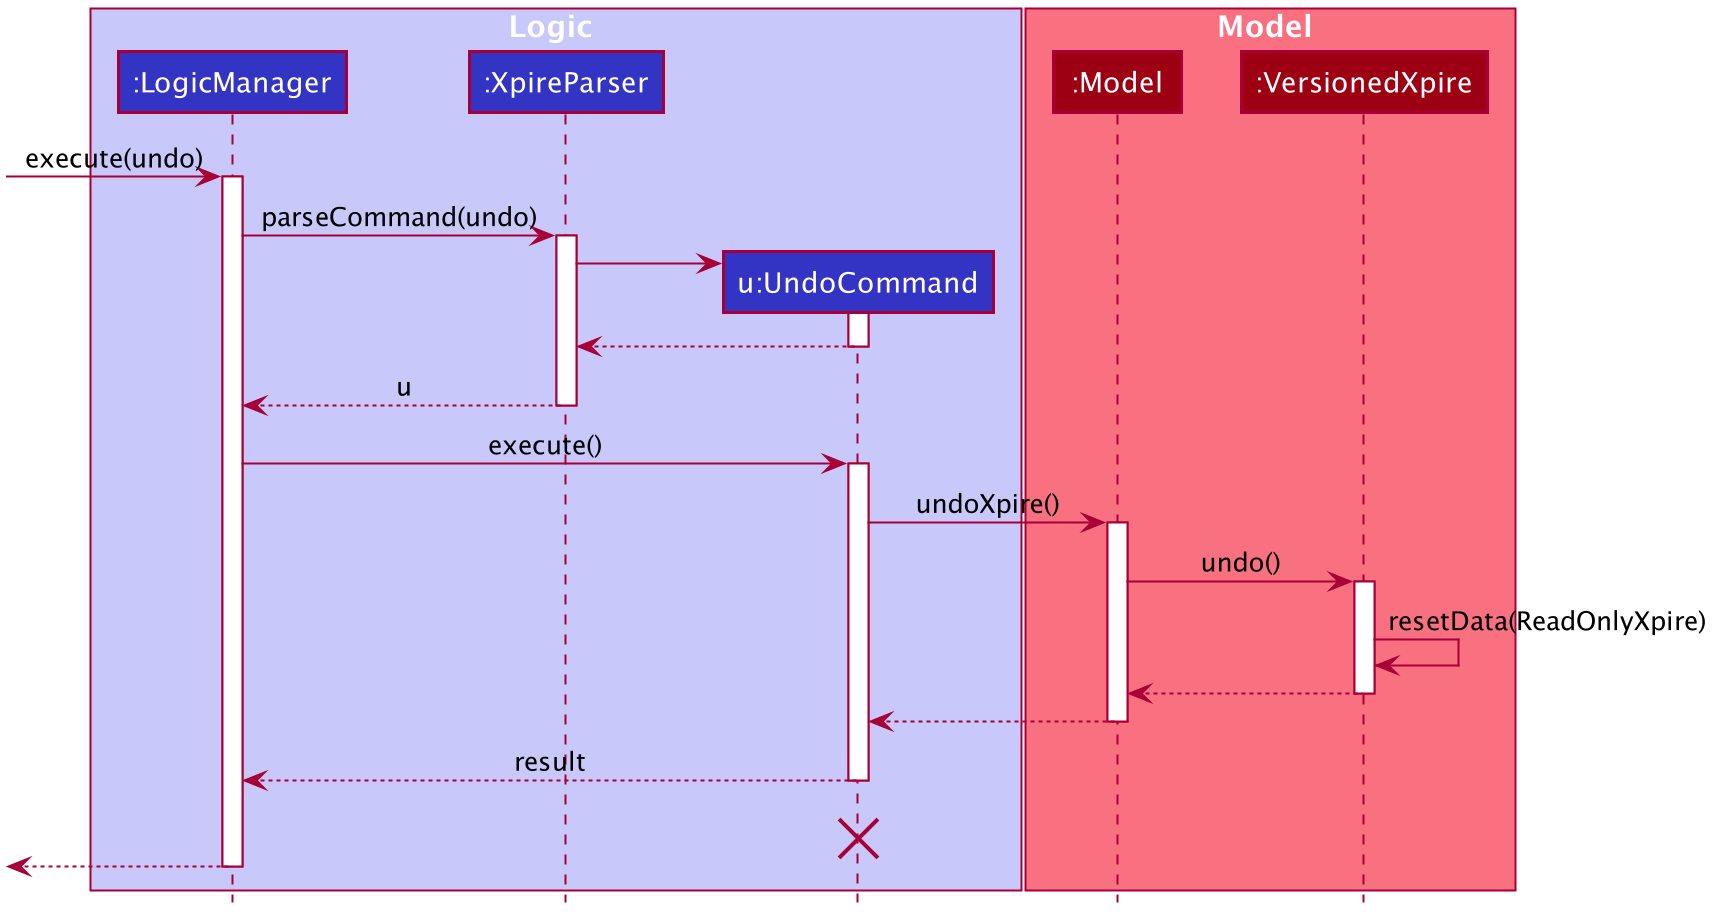 Logic
Model
:LogicManager
:XpireParser
:Model
:VersionedXpire
execute(undo)
parseCommand(undo)
u:UndoCommand
u
execute()
undoXpire()
undo()
resetData(ReadOnlyXpire)
result